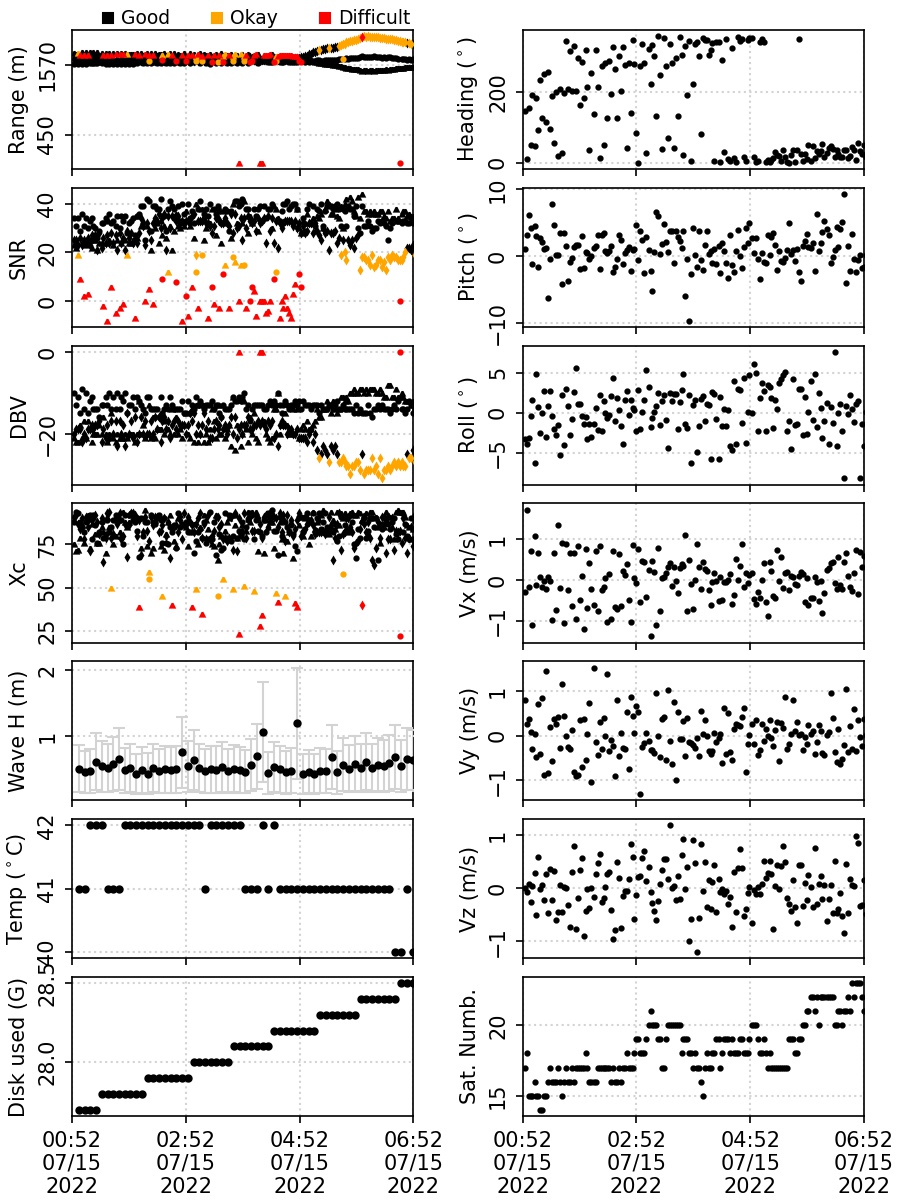 Good Okay Difficult
Range (m)
1570
450
Heading (°)
200
0
SNR
40
20
0
Pitch (°)
10
0
−10
DBV
0
−20
Roll (°)
5
0
−5
Xc
75
50
25
Vx (m/s)
1
0
−1
Wave H (m)
2
1
Vy (m/s)
1
0
−1
Temp (°C)
42
41
40
Vz (m/s)
1
0
−1
Disk used (G)
28.5
28.0
Sat. Numb.
20
15
00:52 02:52 04:52 06:52
07/15 07/15 07/15 07/15
2022 2022 2022 2022
00:52 02:52 04:52 06:52
07/15 07/15 07/15 07/15
2022 2022 2022 2022